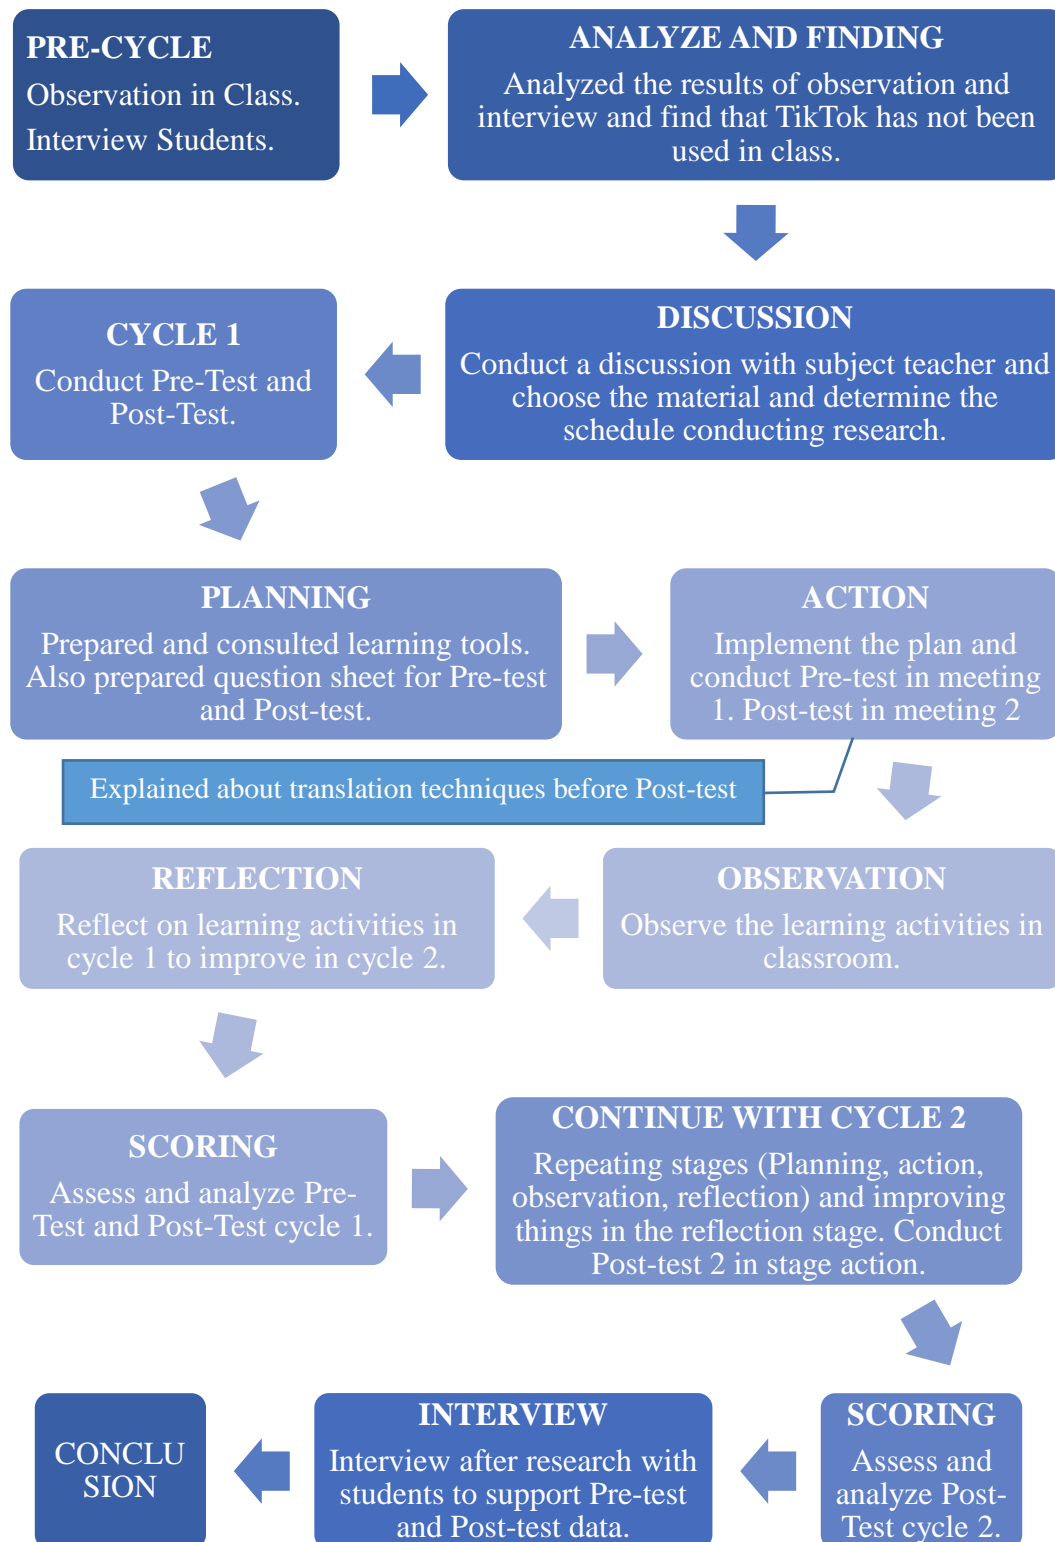 PRE-CYCLE
Observation in Class.
Interview Students.
ANALYZE AND FINDING
Analyzed the results of observation and
interview and find that TikTok has not been
used in class.
DISCUSSION
Conduct a discussion with subject teacher and
choose the material and determine the
schedule conducting research.
CYCLE 1
Conduct Pre-Test and
Post-Test.
PLANNING
Prepared and consulted learning tools.
Also prepared question sheet for Pre-test
and Post-test.
ACTION
Implement the plan and
conduct Pre-test in meeting
1. Post-test in meeting 2
Explained about translation techniques before Post-test
OBSERVATION
Observe the learning activities in
classroom.
REFLECTION
Reflect on learning activities in
cycle 1 to improve in cycle 2.
SCORING
Assess and analyze Pre-
Test and Post-Test cycle 1.
CONTINUE WITH CYCLE 2
Repeating stages (Planning, action,
observation, reflection) and improving
things in the reflection stage. Conduct
Post-test 2 in stage action.
SCORING
Assess and
analyze Post-
Test cycle 2.
INTERVIEW
Interview after research with
students to support Pre-test
and Post-test data.
CONCLU
SION